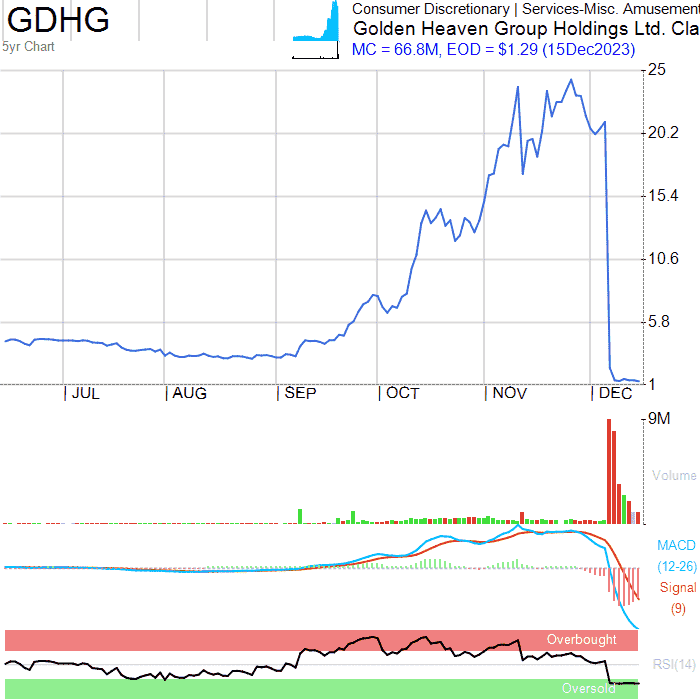 GDHG
5yr Chart
Consumer Discretionary | Services-Misc. Amusement
Golden Heaven Group Holdings Ltd. Cla
MC = 66.8M, EOD = $1.29 (15Dec2023)
25
20.2
15.4
10.6
5.8
1
JUL
AUG
SEP
OCT
NOV
DEC
9M
Volume
MACD
(12-26)
Signal
(9)
Overbought
RSI(14)
Oversold